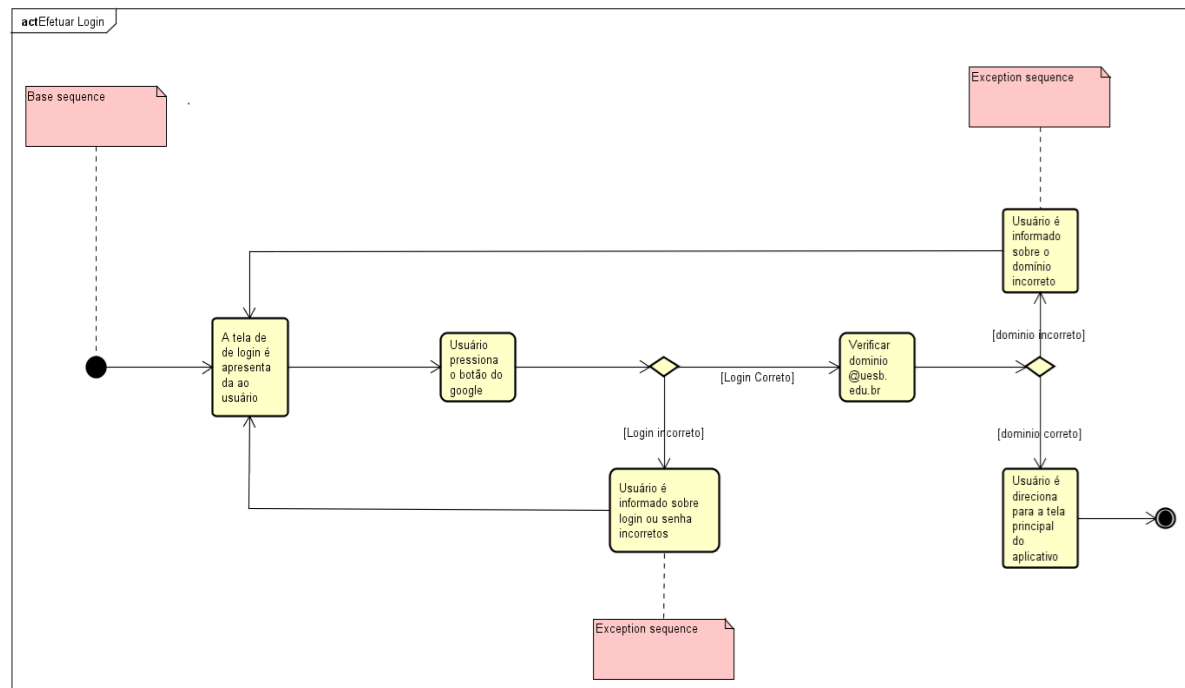 actEfetuar Login
Base sequence
Exception sequence
Usuário é
informado
sobre o
domínio
incorreto
A tela de
de login é
apresenta
da ao
usuário
Usuário
pressiona
o botão do
google
[Login Correto]
Verificar
dominio
@uesb.
edu.br
[dominio incorreto]
[Login incorreto]
[dominio correto]
Usuário é
informado sobre
login ou senha
incorretos
Usuário é
direciona
para a tela
principal
do
aplicativo
Exception sequence